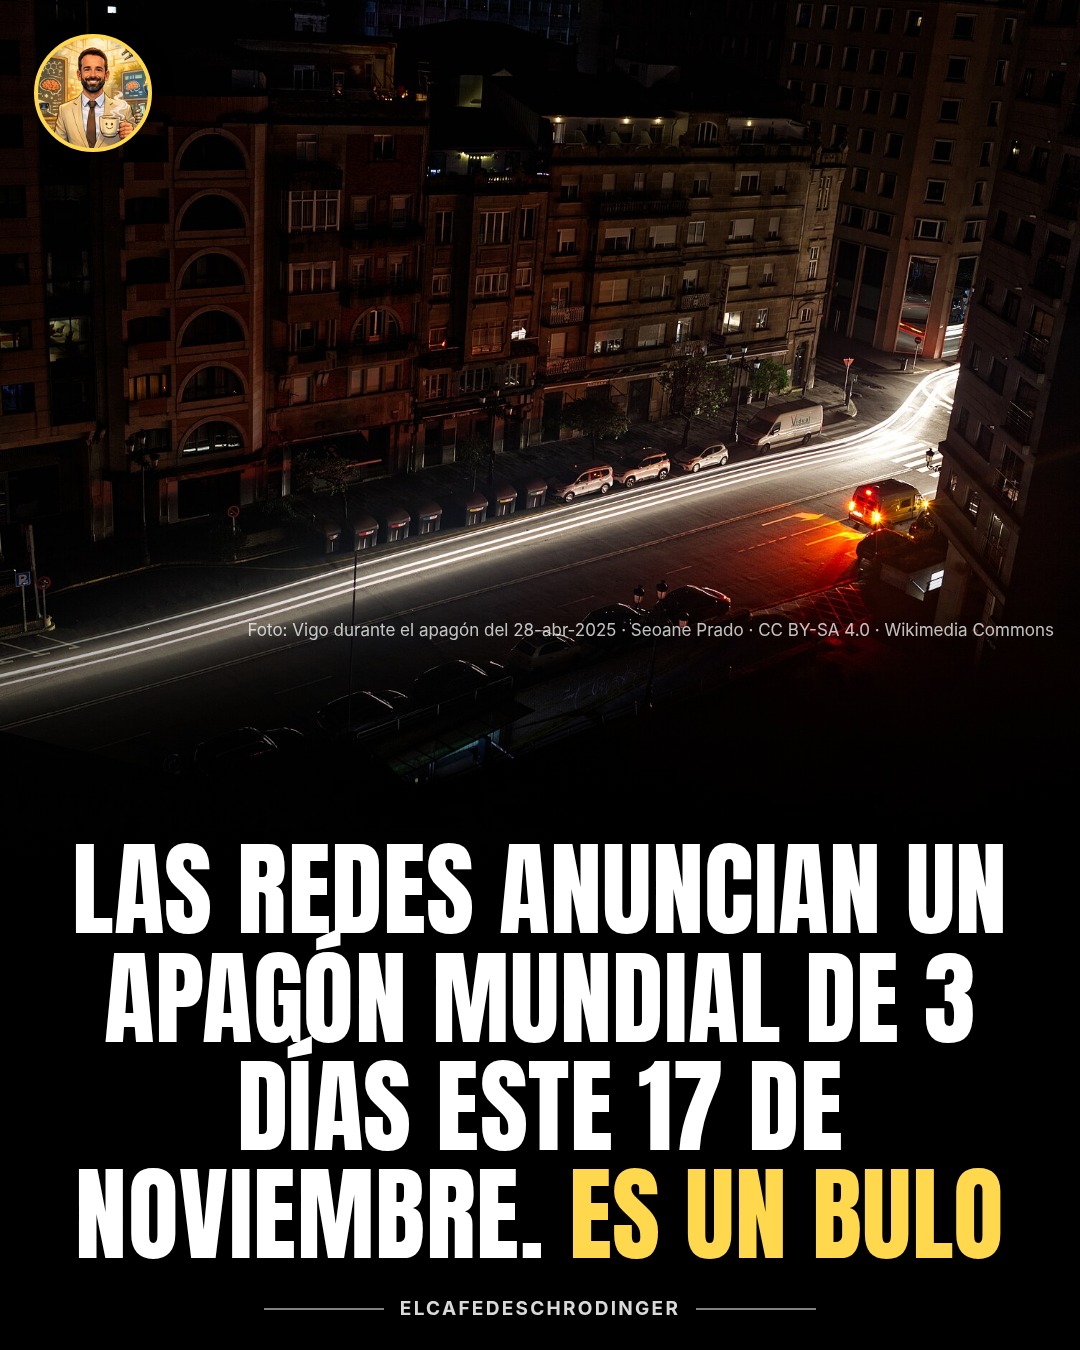 Foto: Vigo durante el apagón del 28-abr-2025 · Seoane Prado · CC BY-SA 4.0 · Wikimedia Commons
LAS REDES ANUNCIAN UN
APAGÓN MUNDIAL DE 3
DÍAS ESTE 17 DE
NOVIEMBRE. ES UN BULO
ELCAFEDESCHRODINGER